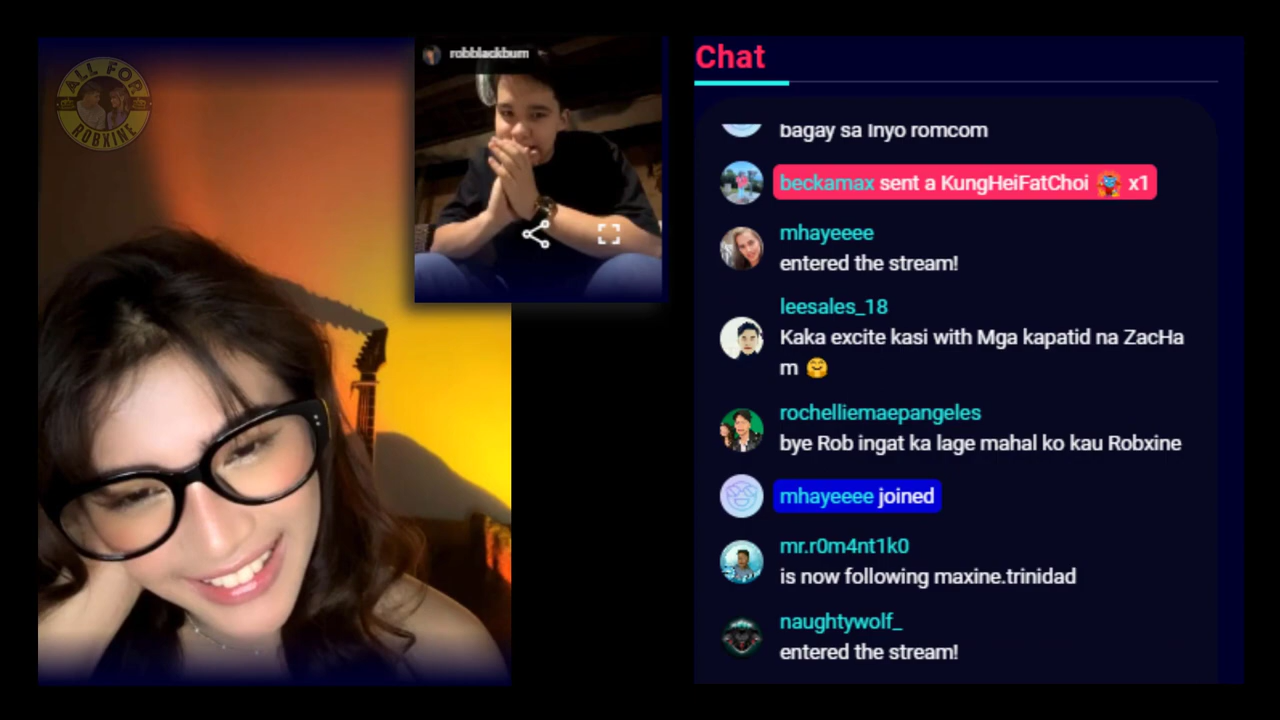 ALL FOR
ROBXINE
robblackburn
Chat
bagay sa Inyo romcom
beckamax sent a KungHeiFatChoi x1
mhayeeee
entered the stream!
leesales_18
Kaka excite kasi with Mga kapatid na ZacHa
m 🤗
rochelliemaepangeles
bye Rob ingat ka lage mahal ko kau Robxine
mhayeeee joined
mr.r0m4nt1k0
is now following maxine.trinidad
naughtywolf_
entered the stream!